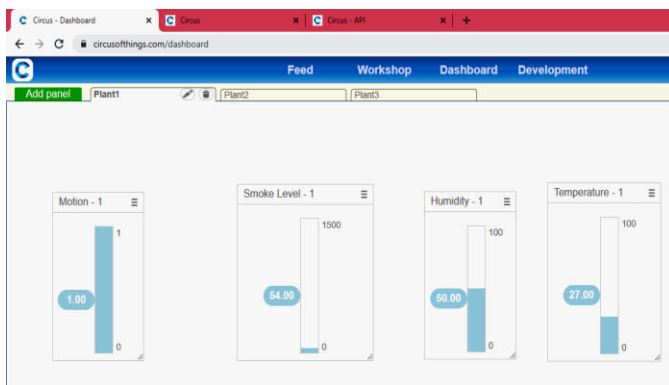 Circus - Dashboard
Circus
Circus - API
circusofthings.com/dashboard
Feed Workshop Dashboard Development
Add panel Plant1 Plant2 Plant3
Motion - 1
1
1.00
0
Smoke Level - 1
1500
54.00
0
Humidity - 1
100
50.00
0
Temperature - 1
100
27.00
0